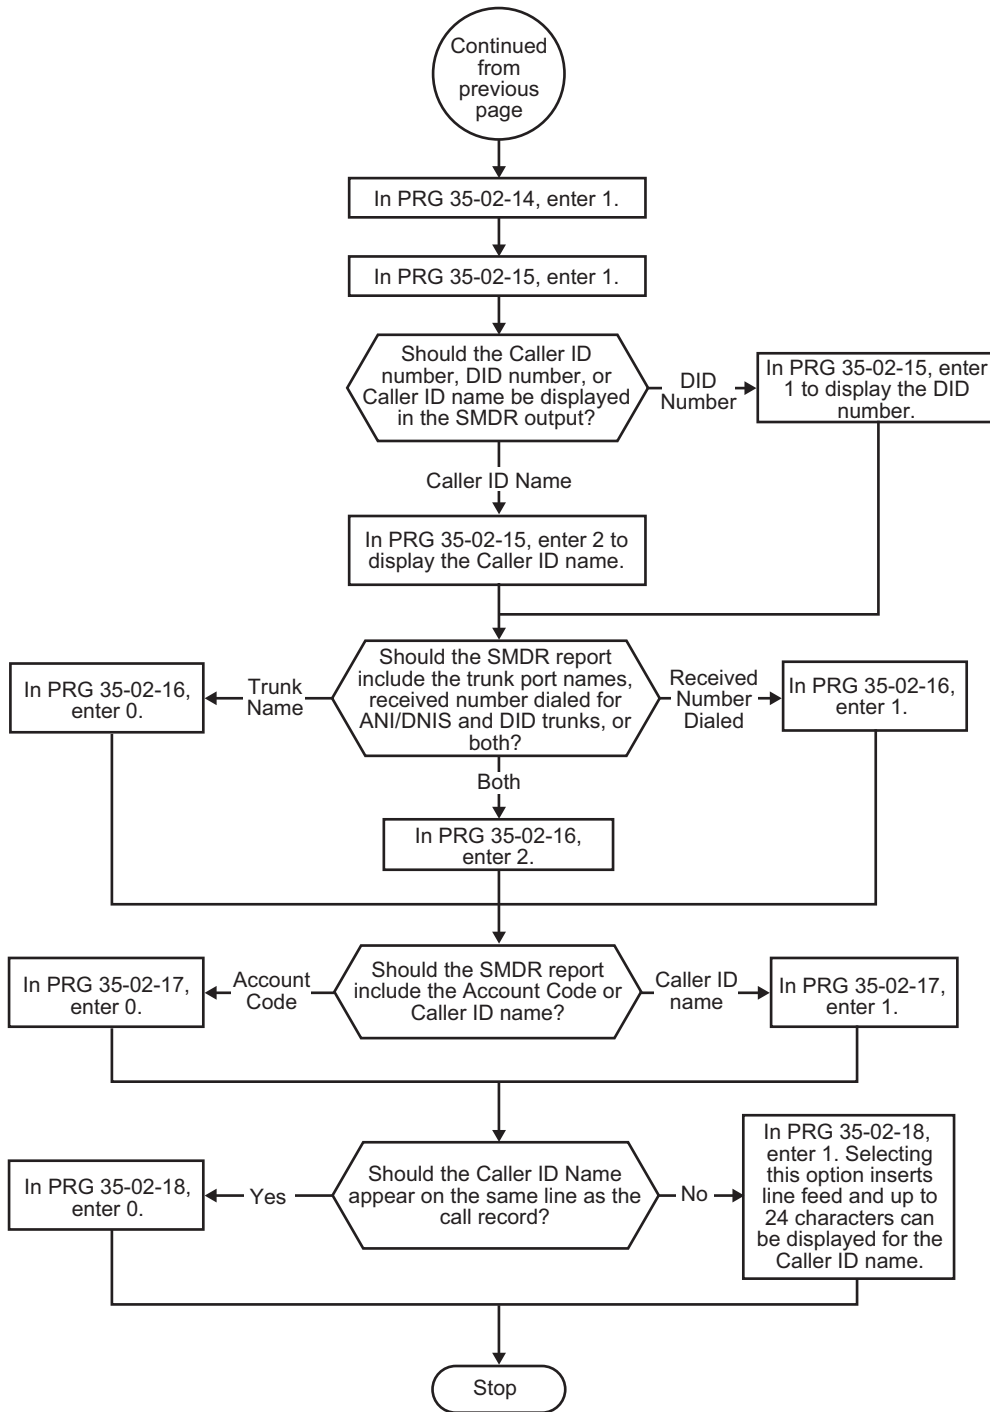 Continued
from
previous
page
In PRG 35-02-14, enter 1.
In PRG 35-02-15, enter 1.
Should the Caller ID
number, DID number, or
Caller ID name be displayed
in the SMDR output?
DID
Number
In PRG 35-02-15, enter
1 to display the DID
number.
Caller ID Name
In PRG 35-02-15, enter 2 to
display the Caller ID name.
Should the SMDR report
include the trunk port names,
received number dialed for
ANI/DNIS and DID trunks, or
both?
Trunk
Name
In PRG 35-02-16,
enter 0.
Received
Number
Dialed
In PRG 35-02-16,
enter 1.
Both
In PRG 35-02-16,
enter 2.
Should the SMDR report
include the Account Code or
Caller ID name?
Account
Code
In PRG 35-02-17,
enter 0.
Caller ID
name
In PRG 35-02-17,
enter 1.
Should the Caller ID Name
appear on the same line as the
call record?
Yes
In PRG 35-02-18,
enter 0.
No
In PRG 35-02-18,
enter 1. Selecting
this option inserts
line feed and up to
24 characters can
be displayed for the
Caller ID name.
Stop